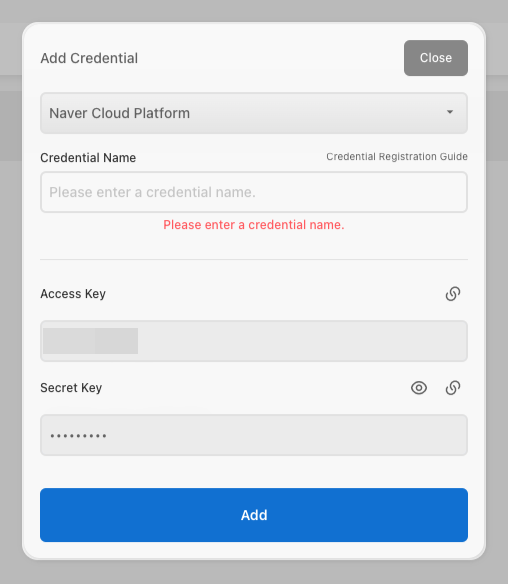 Add Credential
Close
Naver Cloud Platform
Credential Name
Credential Registration Guide
Please enter a credential name.
Please enter a credential name.
Access Key
Secret Key
•••••••••
Add